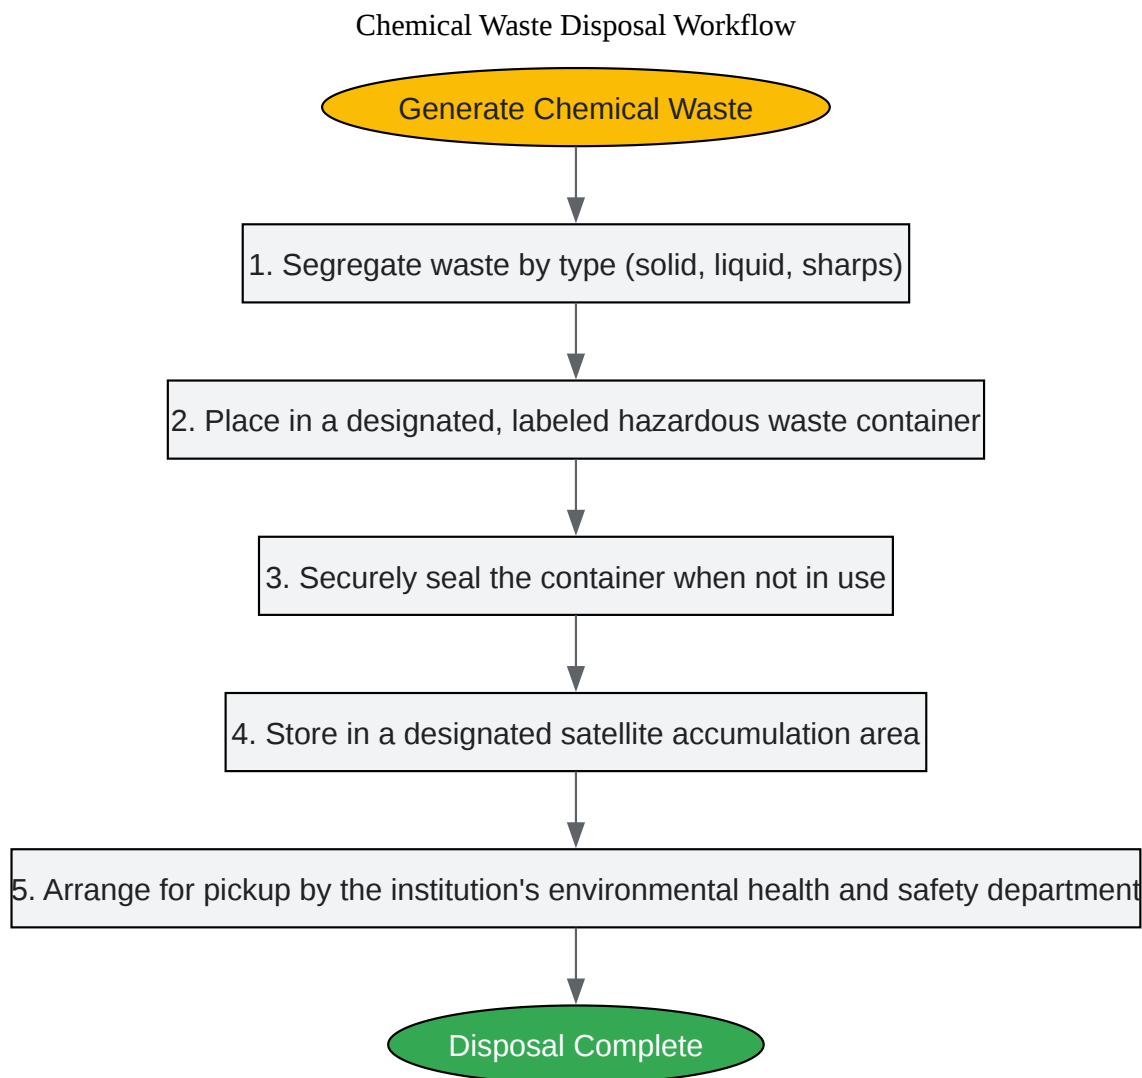 Chemical Waste Disposal Workflow
Generate Chemical Waste
1. Segregate waste by type (solid, liquid, sharps)
2. Place in a designated, labeled hazardous waste container
3. Securely seal the container when not in use
4. Store in a designated satellite accumulation area
5. Arrange for pickup by the institution's environmental health and safety department
Disposal Complete